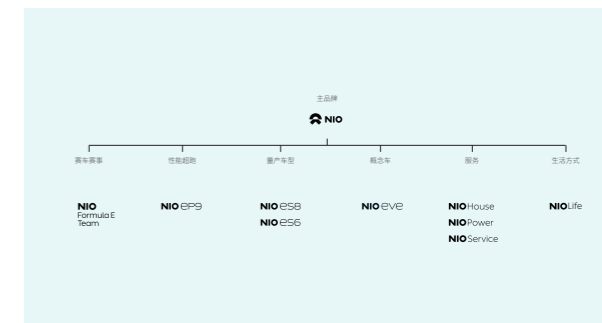 主品牌
NIO
赛车赛事
性能超跑
量产车型
概念车
服务
生活方式
NIO
Formula E
Team
NIO eP9
NIO eS8
NIO eS6
NIO eve
NIO House
NIO Power
NIO Service
NIO Life